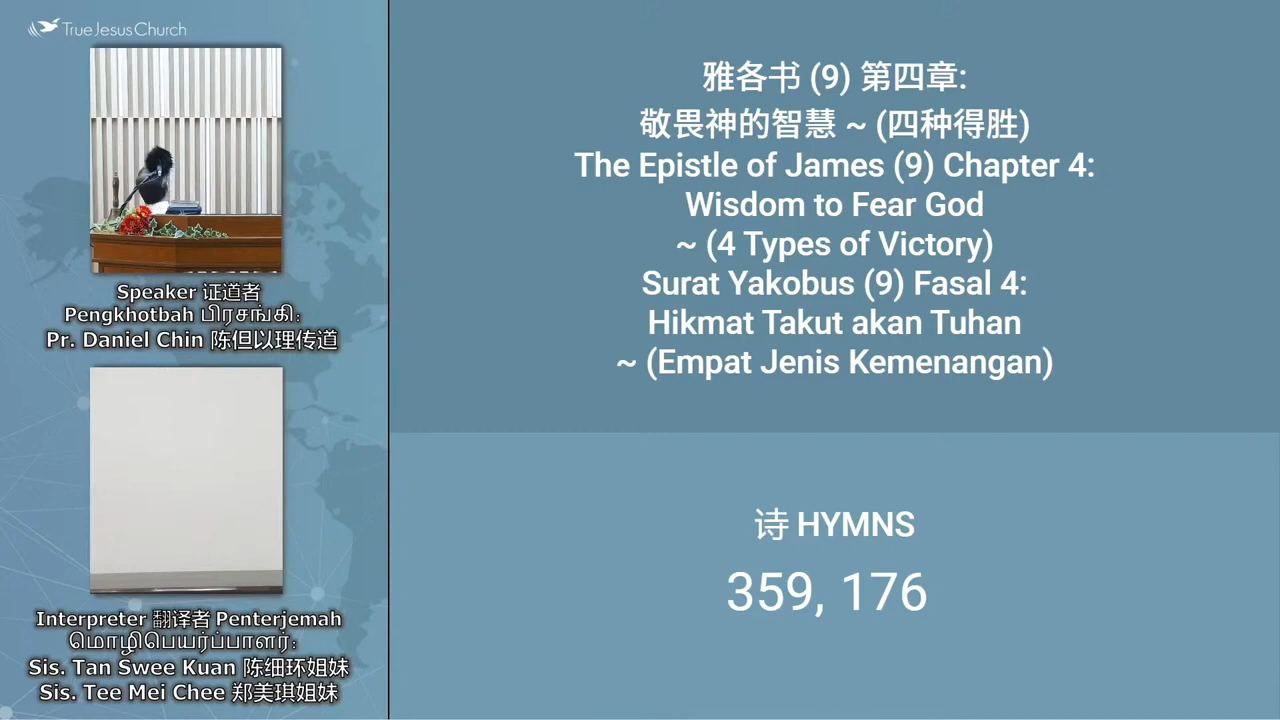 True Jesus Church
Speaker 证道者
Pengkhotbah பிரசங்கி:
Pr. Daniel Chin 陈但以理传道
Interpreter 翻译者 Penterjemah
மொழிபெயர்ப்பாளர்:
Sis. Tan Swee Kuan 陈细环姐妹
Sis. Tee Mei Chee 郑美琪姐妹
雅各书 (9) 第四章:
敬畏神的智慧 ~ (四种得胜)
The Epistle of James (9) Chapter 4:
Wisdom to Fear God
~ (4 Types of Victory)
Surat Yakobus (9) Fasal 4:
Hikmat Takut akan Tuhan
~ (Empat Jenis Kemenangan)
诗 HYMNS
359, 176